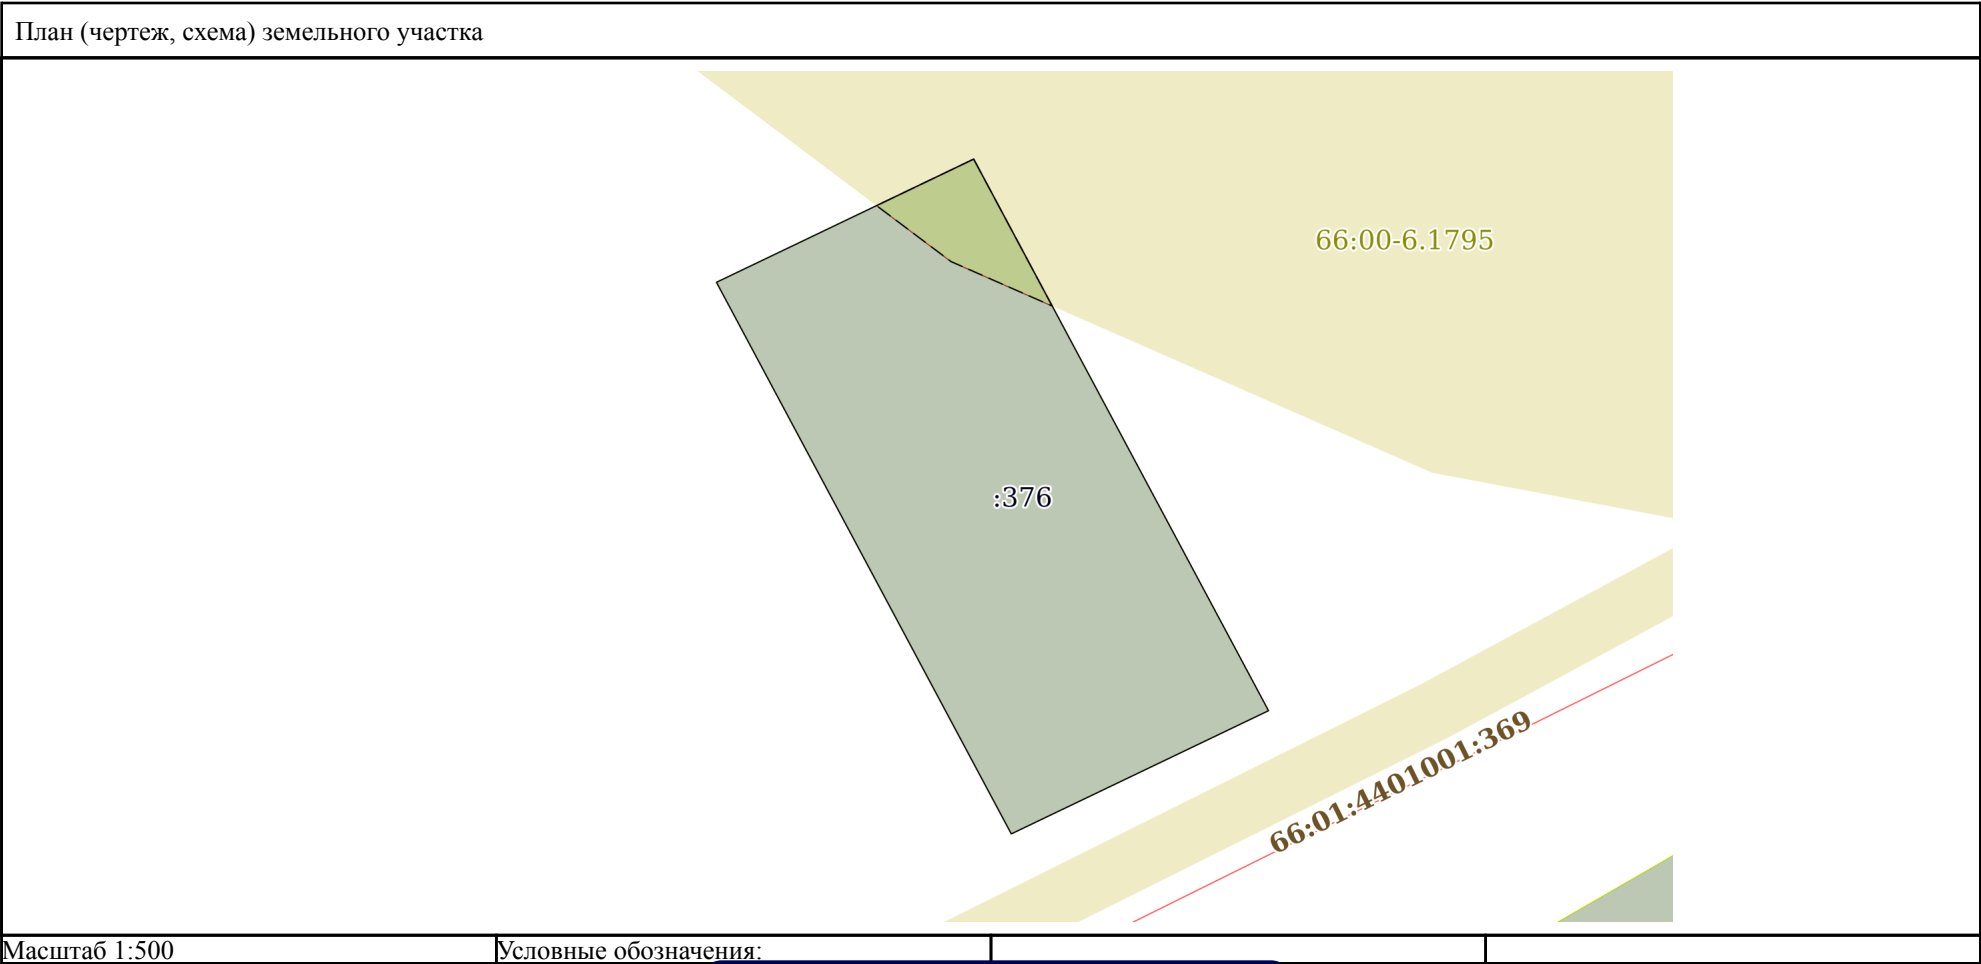 План (чертеж, схема) земельного участка
66:00-6.1795
:376
66:01:4401001:369
Масштаб 1:500
Условные обозначения: